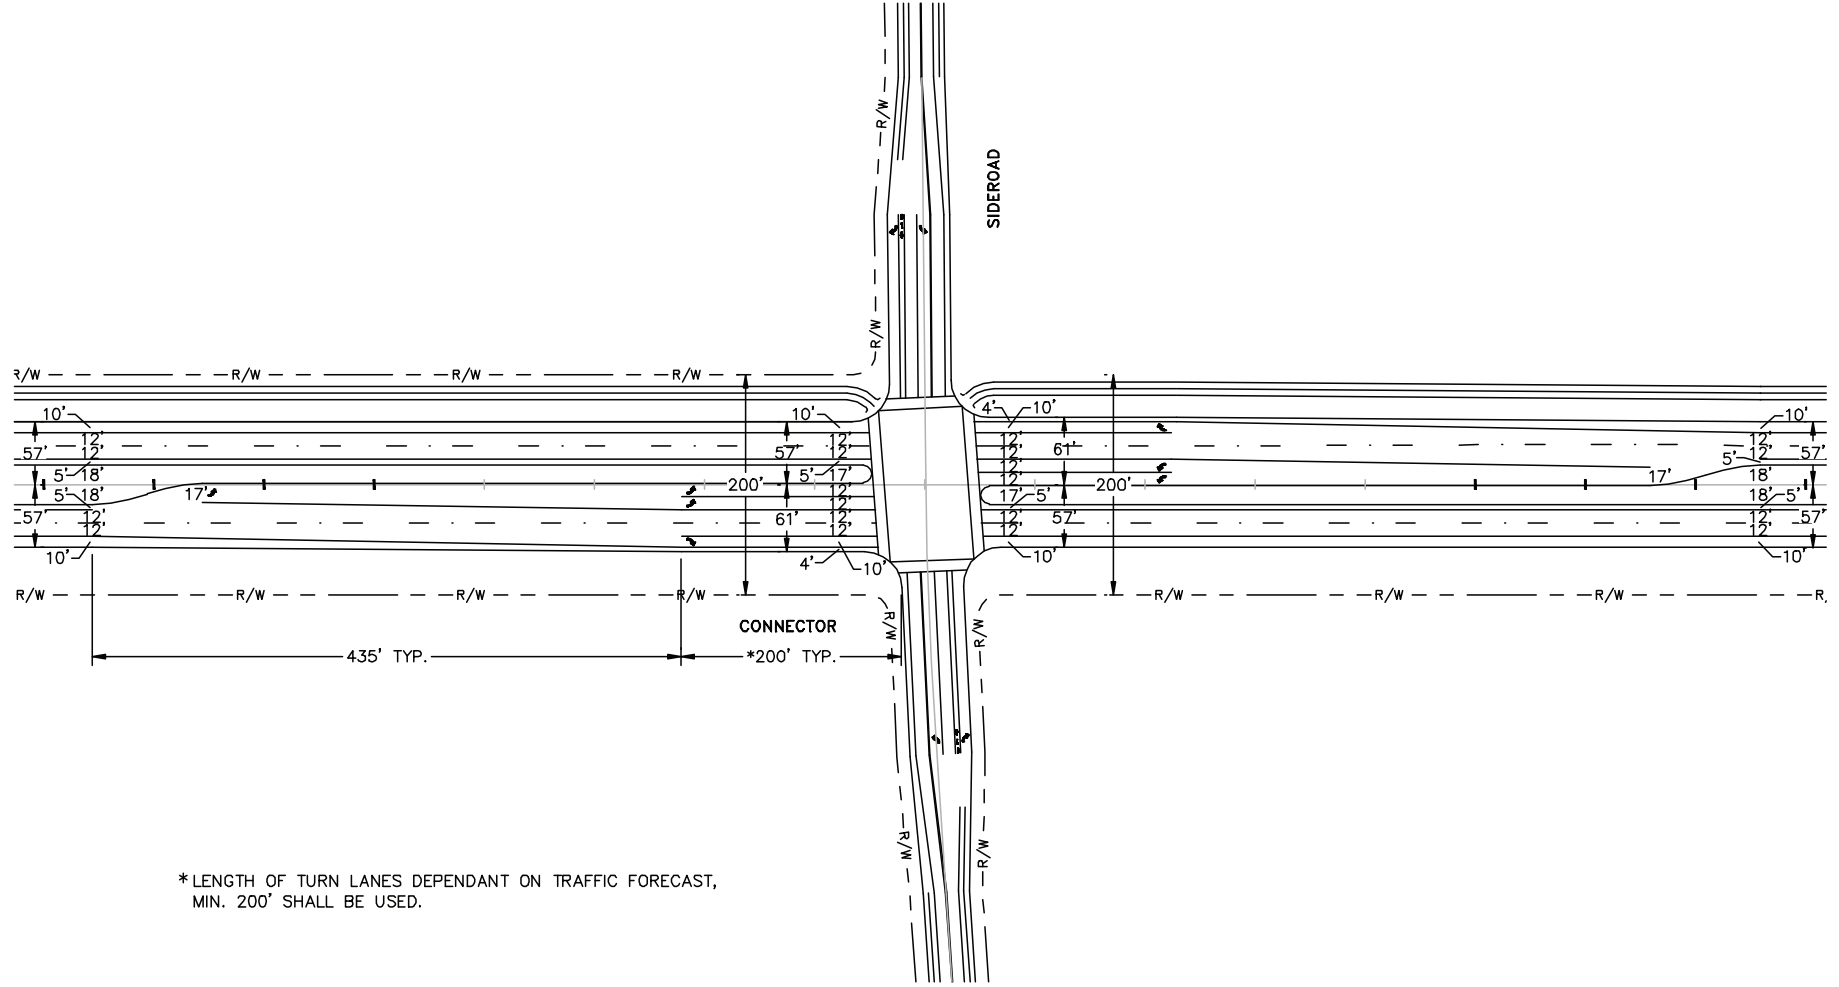 R/W
SIDEROAD
R/W
R/W
R/W R/W R/W
10' 10' 4' 10' 10'
12' 12' 12' 12'
57' 57' 61' 57'
12' 12' 12' 12'
12'
5' 18' 5' 17' 12' 17' 5' 18'
200' 200'
5' 18' 17' 12' 17' 5' 18' 5'
57' 12' 61' 12' 12' 57' 12' 57'
12' 12' 12' 12'
12'
10' 4' 10' 10' 10'
R/W R/W R/W R/W R/W R/W R/W
CONNECTOR
R/W R/W
435' TYP. *200' TYP.
R/W R/W
* LENGTH OF TURN LANES DEPENDANT ON TRAFFIC FORECAST,
MIN. 200' SHALL BE USED.